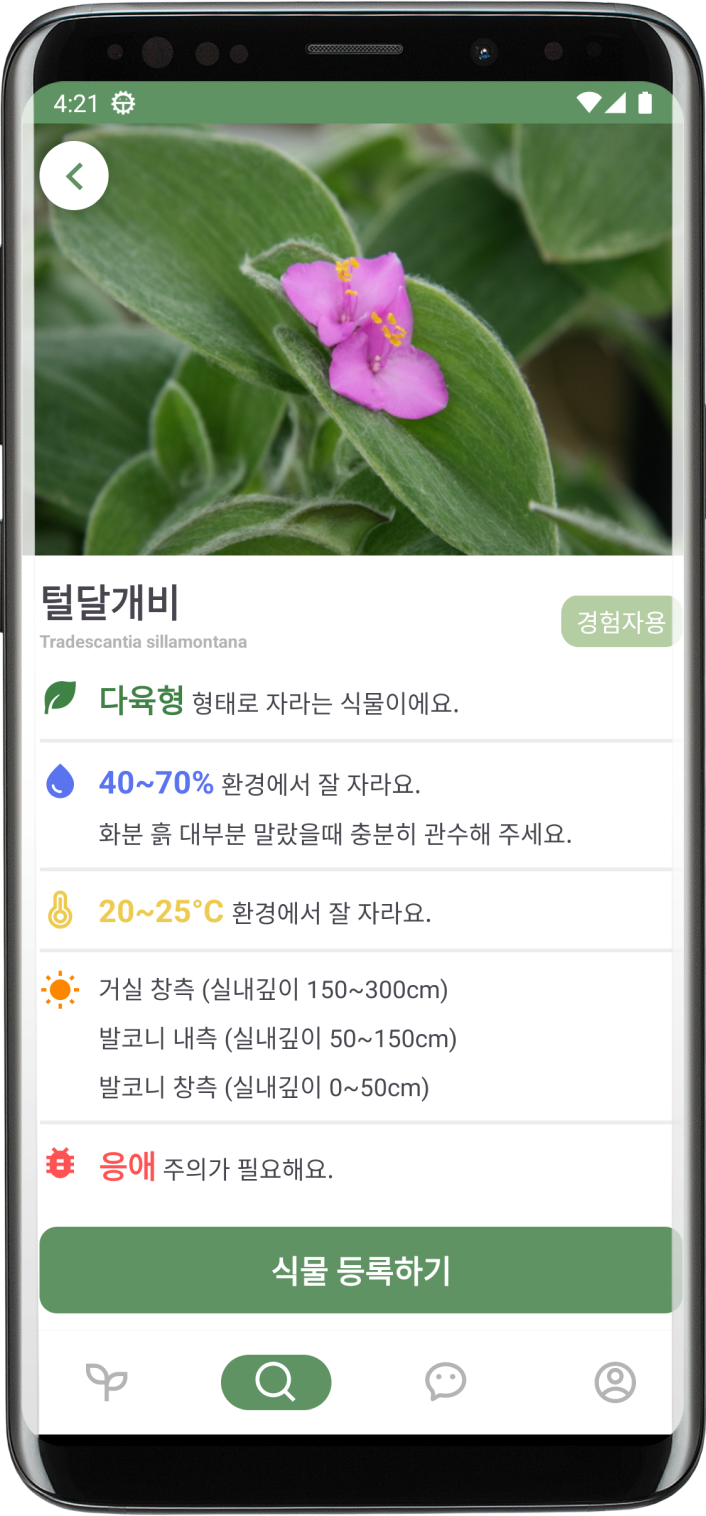 4:21
털달개비
Tradescantia sillamontana
경험자용
다육형 형태로 자라는 식물이에요.
40~70% 환경에서 잘 자라요.
화분 흙 대부분 말랐을때 충분히 관수해 주세요.
20~25°C 환경에서 잘 자라요.
거실 창측 (실내깊이 150~300cm)
발코니 내측 (실내깊이 50~150cm)
발코니 창측 (실내깊이 0~50cm)
응애 주의가 필요해요.
식물 등록하기